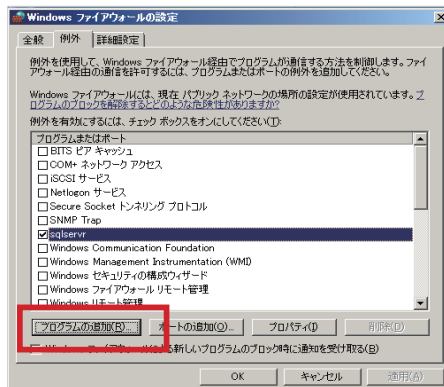 Windows ファイアウォールの設定
全般 例外 詳細設定
例外を使用して、Windows ファイアウォール経由でプログラムが通信する方法を制御します。ファイ
アウォール経由の通信を許可するには、プログラムまたはポートの例外を追加してください。
Windows ファイアウォールには、現在 パブリック ネットワークの場所の設定が使用されています。プ
ログラムのブロックを解除するとどのような危険性がありますか?
例外を有効にするには、チェック ボックスをオンにしてください(T):
プログラムまたはポート
BITS ピア キャッシュ
COM+ ネットワーク アクセス
iSCSI サービス
Netlogon サービス
Secure Socket トンネリング プロトコル
SNMP Trap
sqlservr
Windows Communication Foundation
Windows Management Instrumentation (WMI)
Windows セキュリティの構成ウィザード
Windows ファイアウォール リモート管理
Windows リモート管理
プログラムの追加(R)... ポートの追加(O)... プロパティ(I) 削除(D)
Windows ファイアウォールによる新しいプログラムのブロック時に通知を受け取る(B)
OK キャンセル 適用(A)